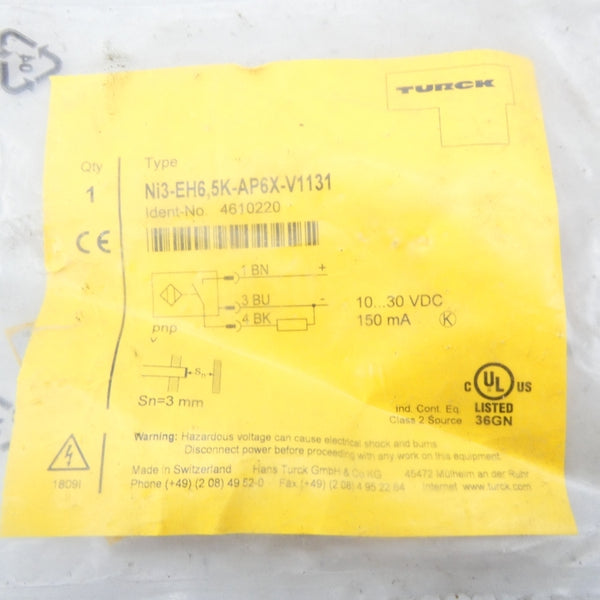 TURCK
Qty
1
CE
Type
Ni3-EH6,5K-AP6X-V1131
Ident-No. 4610220
1 BN +
3 BU -
4 BK
pnp
10...30 VDC
150 mA K
Sn
Sn=3 mm
C UL US
LISTED
36GN
Ind. Cont. Eq.
Class 2 Source
Warning: Hazardous voltage can cause electrical shock and burns.
Disconnect power before proceeding with any work on this equipment.
1809I
Made in Switzerland Hans Turck GmbH & Co KG 45472 Mülheim an der Ruhr
Phone (+49) (2 08) 49 52-0 Fax (+49) (2 08) 4 95 22 64 Internet www.turck.com